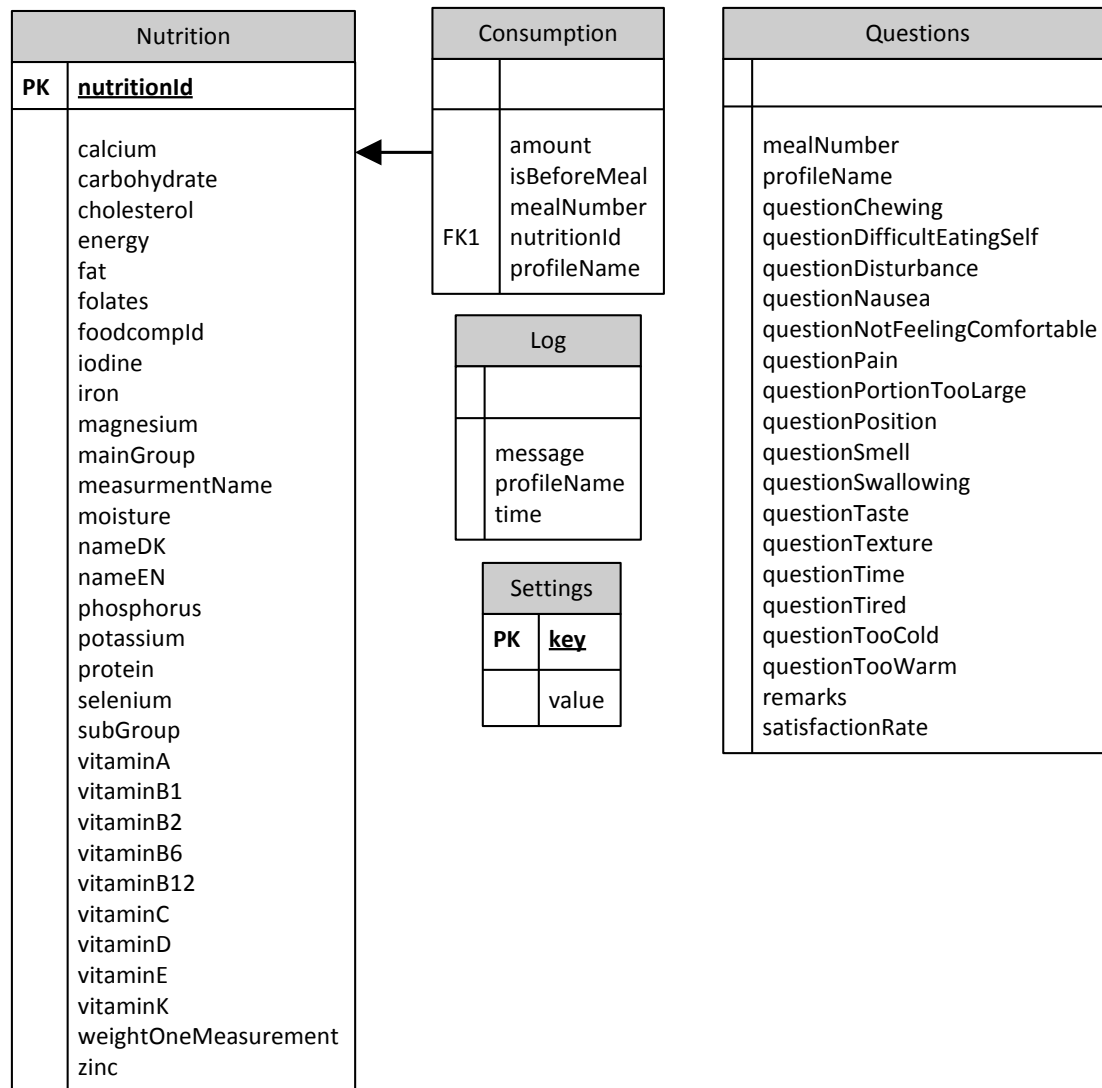 Nutrition
PK nutritionId
calcium
carbohydrate
cholesterol
energy
fat
folates
foodcompId
iodine
iron
magnesium
mainGroup
measurmentName
moisture
nameDK
nameEN
phosphorus
potassium
protein
selenium
subGroup
vitaminA
vitaminB1
vitaminB2
vitaminB6
vitaminB12
vitaminC
vitaminD
vitaminE
vitaminK
weightOneMeasurement
zinc
Consumption
amount
isBeforeMeal
mealNumber
FK1 nutritionId
profileName
Log
message
profileName
time
Settings
PK key
value
Questions
mealNumber
profileName
questionChewing
questionDifficultEatingSelf
questionDisturbance
questionNausea
questionNotFeelingComfortable
questionPain
questionPortionTooLarge
questionPosition
questionSmell
questionSwallowing
questionTaste
questionTexture
questionTime
questionTired
questionTooCold
questionTooWarm
remarks
satisfactionRate